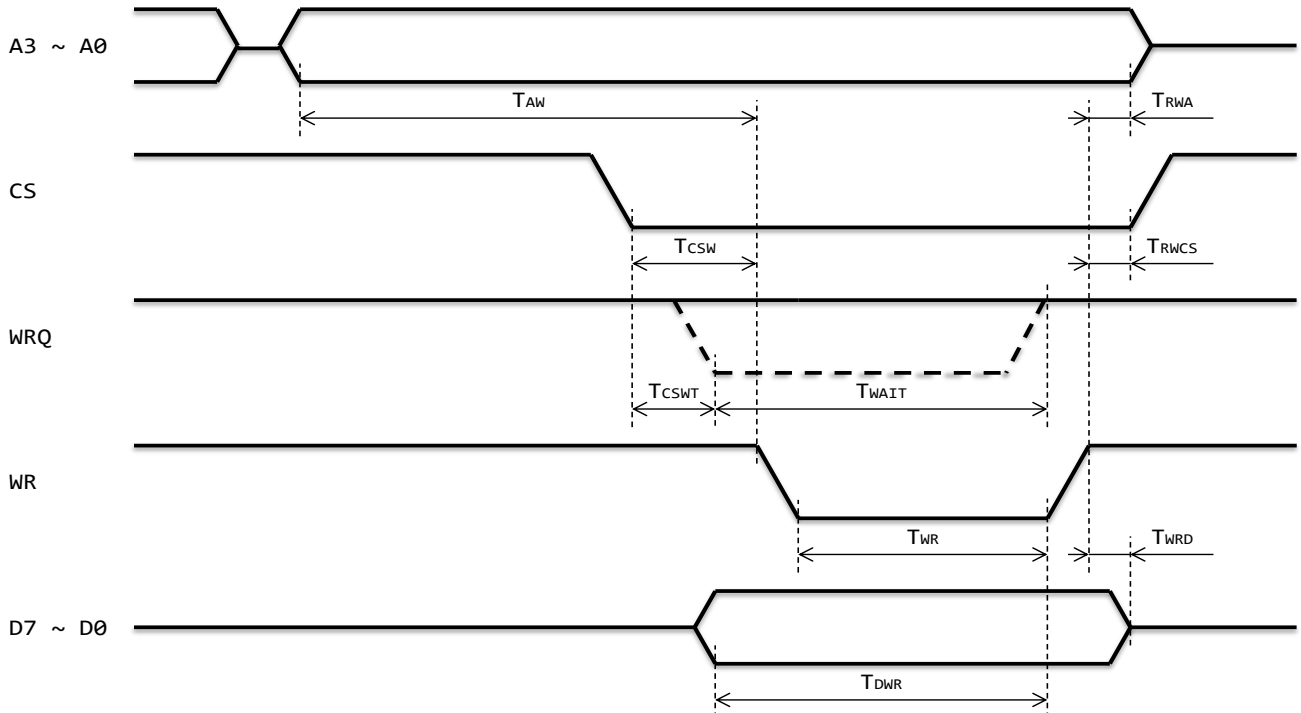 A3 ~ A0
TAW
TRWA
CS
TCSW
TRWCS
WRQ
TCSWT
TWAIT
WR
TWR
TWRD
D7 ~ D0
TDWR